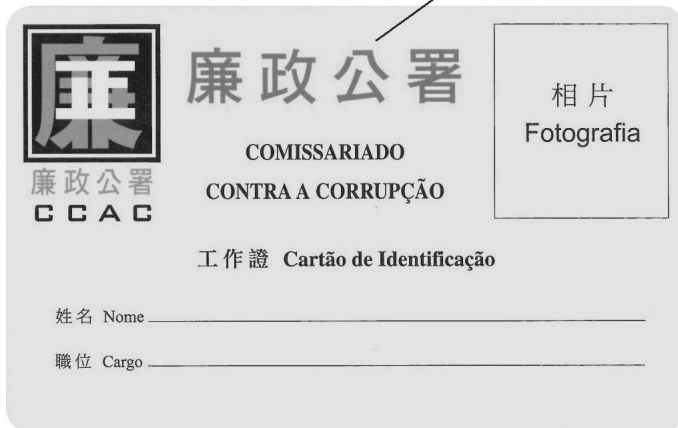 廉
廉政公署
CCAC
廉政公署
COMISSARIADO
CONTRA A CORRUPÇÃO
相片
Fotografia
工作證 Cartão de Identificação
姓名 Nome
職位 Cargo